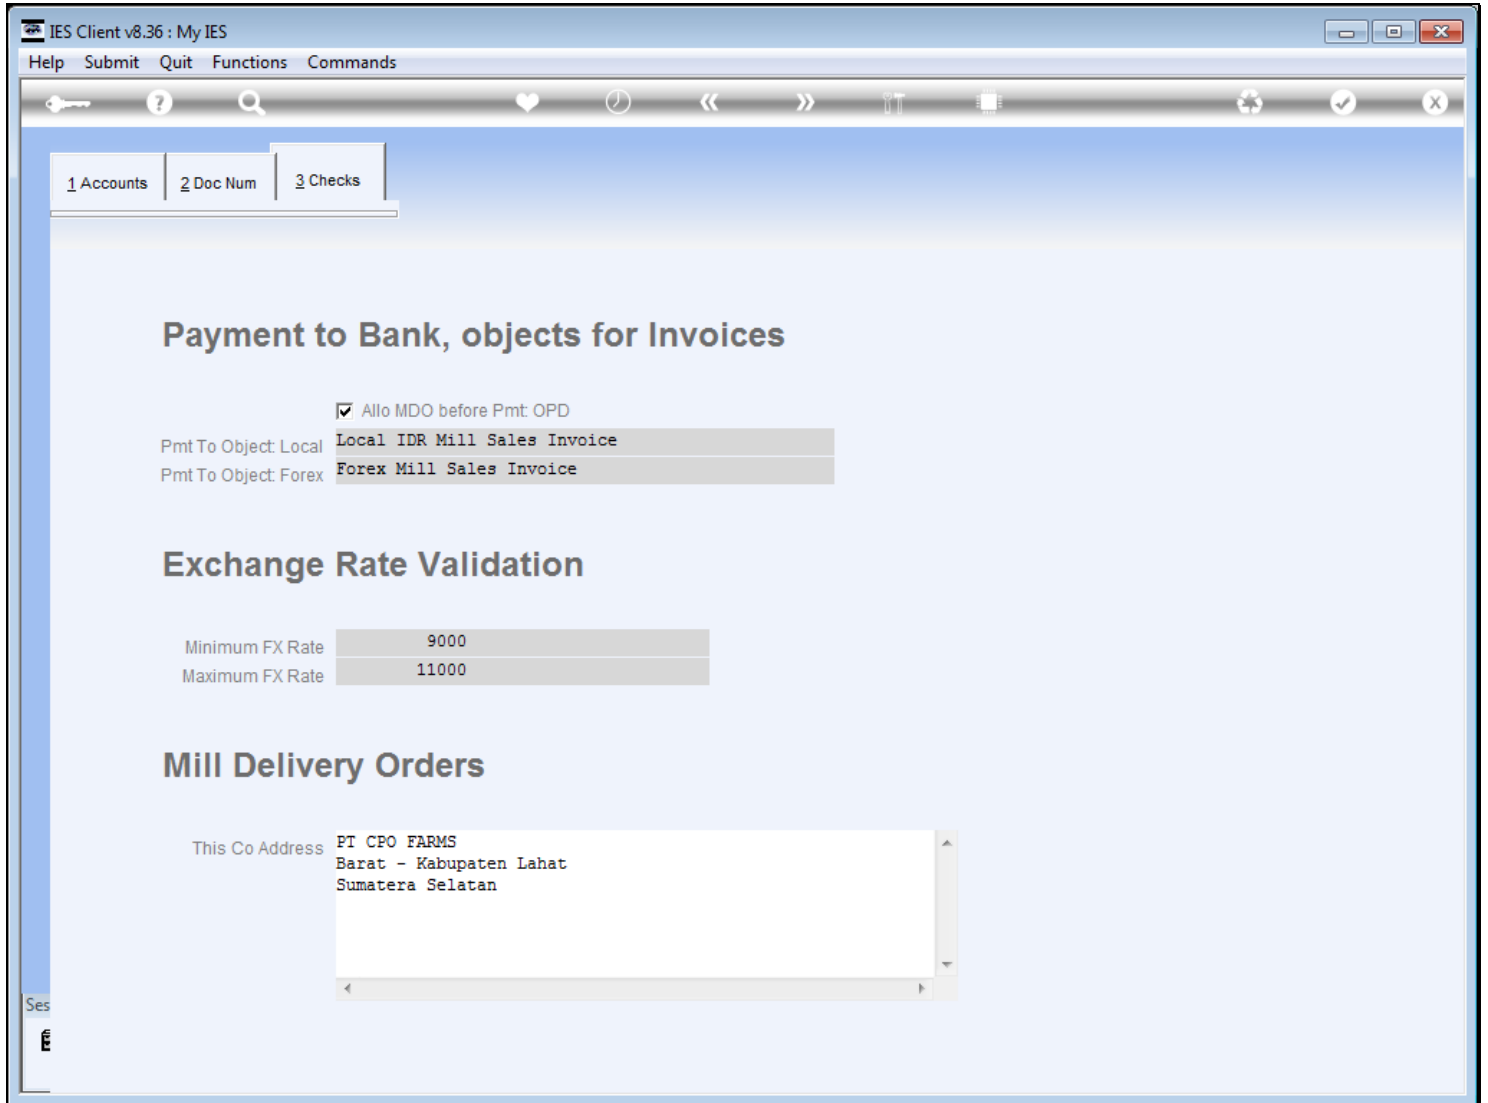 IES Client v8.36 : My IES
Help Submit Quit Functions Commands
1 Accounts 2 Doc Num 3 Checks
Payment to Bank, objects for Invoices
Allo MDO before Pmt: OPD
Pmt To Object: Local Local IDR Mill Sales Invoice
Pmt To Object: Forex Forex Mill Sales Invoice
Exchange Rate Validation
Minimum FX Rate 9000
Maximum FX Rate 11000
Mill Delivery Orders
This Co Address PT CPO FARMS
Barat - Kabupaten Lahat
Sumatera Selatan
Ses